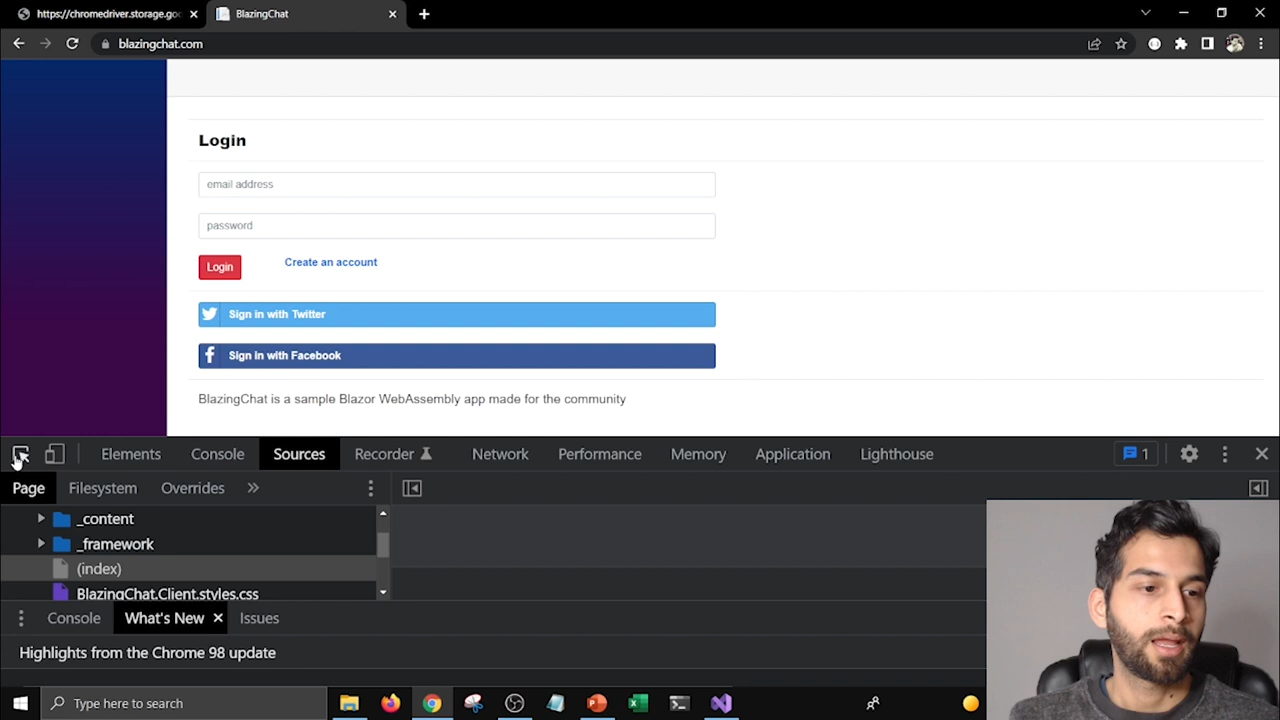 https://chromedriver.storage.goo
BlazingChat
blazingchat.com
Login
email address
password
Login
Create an account
Sign in with Twitter
Sign in with Facebook
BlazingChat is a sample Blazor WebAssembly app made for the community
Elements
Console
Sources
Recorder
Network
Performance
Memory
Application
Lighthouse
1
Page
Filesystem
Overrides
_content
_framework
(index)
BlazingChat.Client.styles.css
Console
What's New
Issues
Highlights from the Chrome 98 update
Type here to search